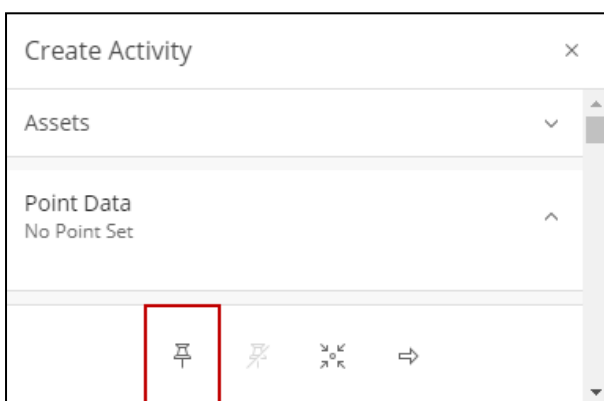 Create Activity
Assets
Point Data
No Point Set